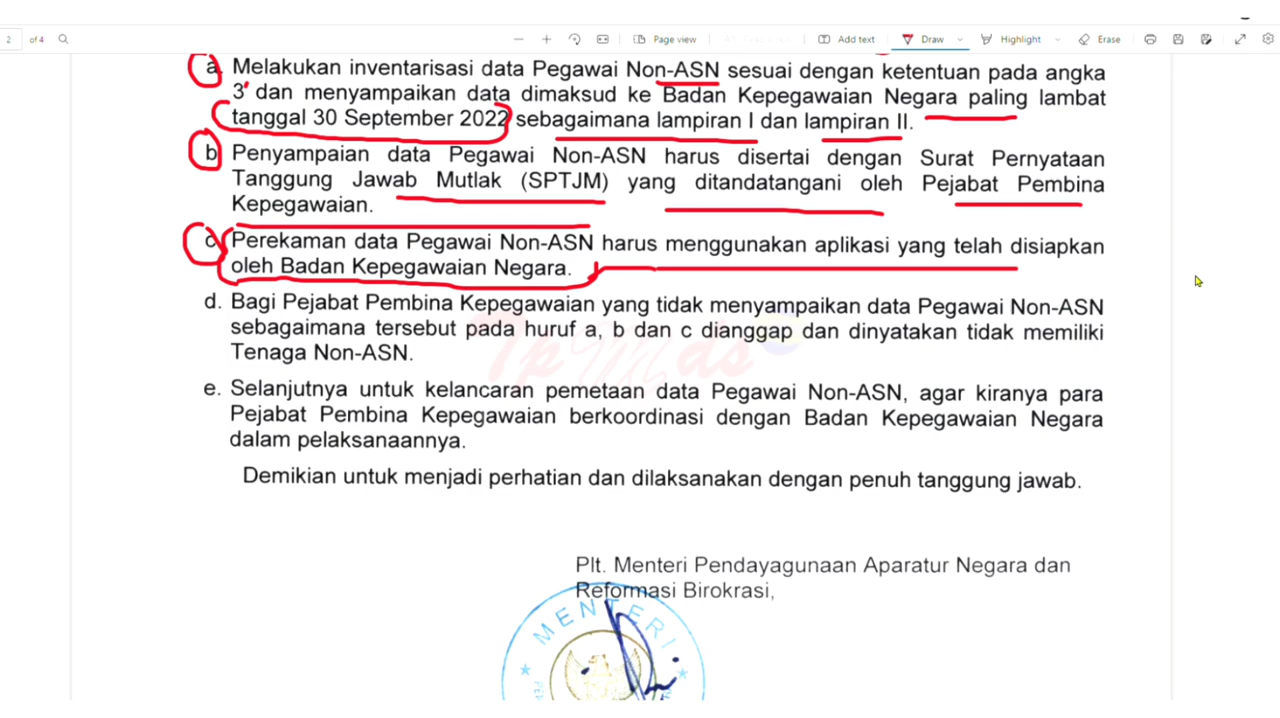 2 of 4 Page view Add text Draw Highlight Erase
a. Melakukan inventarisasi data Pegawai Non-ASN sesuai dengan ketentuan pada angka
3 dan menyampaikan data dimaksud ke Badan Kepegawaian Negara paling lambat
tanggal 30 September 2022 sebagaimana lampiran I dan lampiran II.
b. Penyampaian data Pegawai Non-ASN harus disertai dengan Surat Pernyataan
Tanggung Jawab Mutlak (SPTJM) yang ditandatangani oleh Pejabat Pembina
Kepegawaian.
c. Perekaman data Pegawai Non-ASN harus menggunakan aplikasi yang telah disiapkan
oleh Badan Kepegawaian Negara.
d. Bagi Pejabat Pembina Kepegawaian yang tidak menyampaikan data Pegawai Non-ASN
sebagaimana tersebut pada huruf a, b dan c dianggap dan dinyatakan tidak memiliki
Tenaga Non-ASN.
e. Selanjutnya untuk kelancaran pemetaan data Pegawai Non-ASN, agar kiranya para
Pejabat Pembina Kepegawaian berkoordinasi dengan Badan Kepegawaian Negara
dalam pelaksanaannya.
Demikian untuk menjadi perhatian dan dilaksanakan dengan penuh tanggung jawab.
Plt. Menteri Pendayagunaan Aparatur Negara dan
Reformasi Birokrasi,
MENTERI